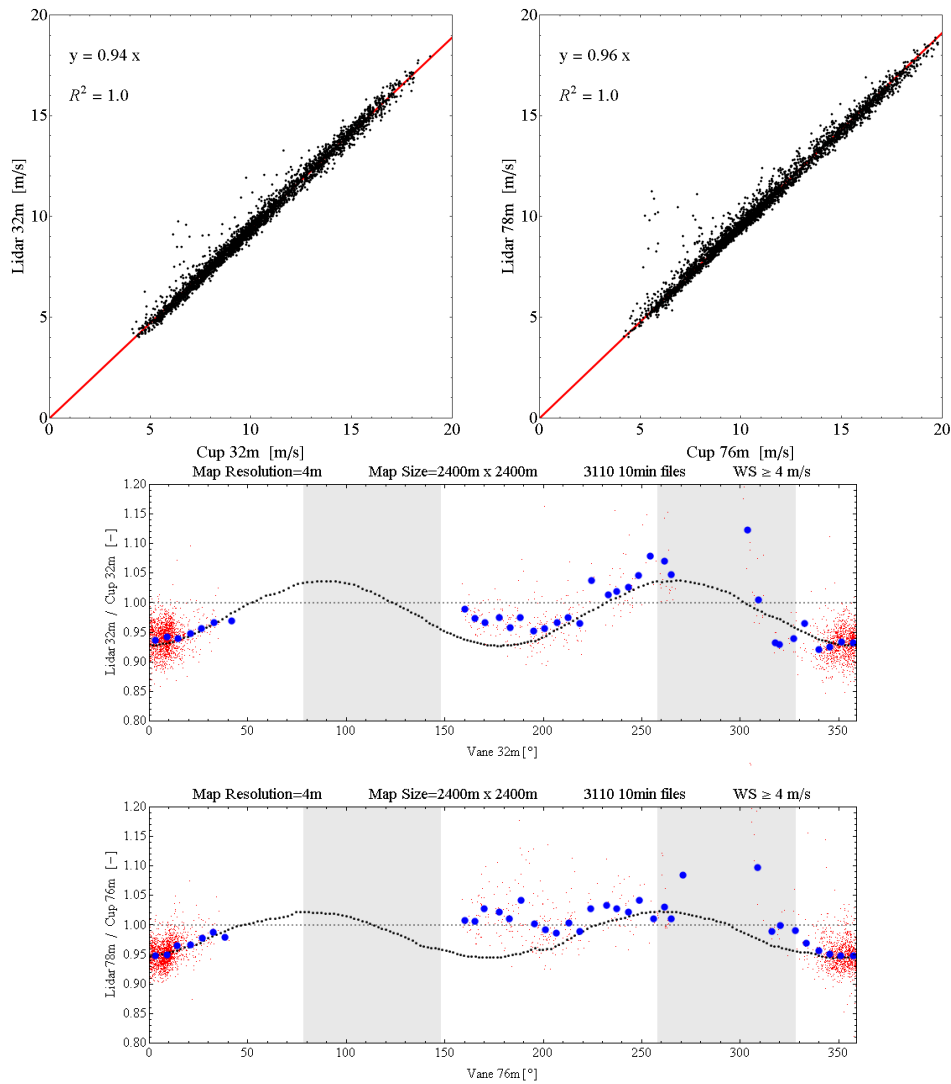 20
15
10
5
0
y = 0.94 x
R² = 1.0
Lidar 32m [m/s]
0 5 10 15 20
Cup 32m [m/s]
20
15
10
5
0
y = 0.96 x
R² = 1.0
Lidar 78m [m/s]
0 5 10 15 20
Cup 76m [m/s]
Map Resolution=4m Map Size=2400m x 2400m 3110 10min files WS ≥ 4 m/s
1.20
1.15
1.10
1.05
1.00
0.95
0.90
0.85
0.80
Lidar 32m / Cup 32m [−]
0 50 100 150 200 250 300 350
Vane 32m [°]
Map Resolution=4m Map Size=2400m x 2400m 3110 10min files WS ≥ 4 m/s
1.20
1.15
1.10
1.05
1.00
0.95
0.90
0.85
0.80
Lidar 78m / Cup 76m [−]
0 50 100 150 200 250 300 350
Vane 76m [°]